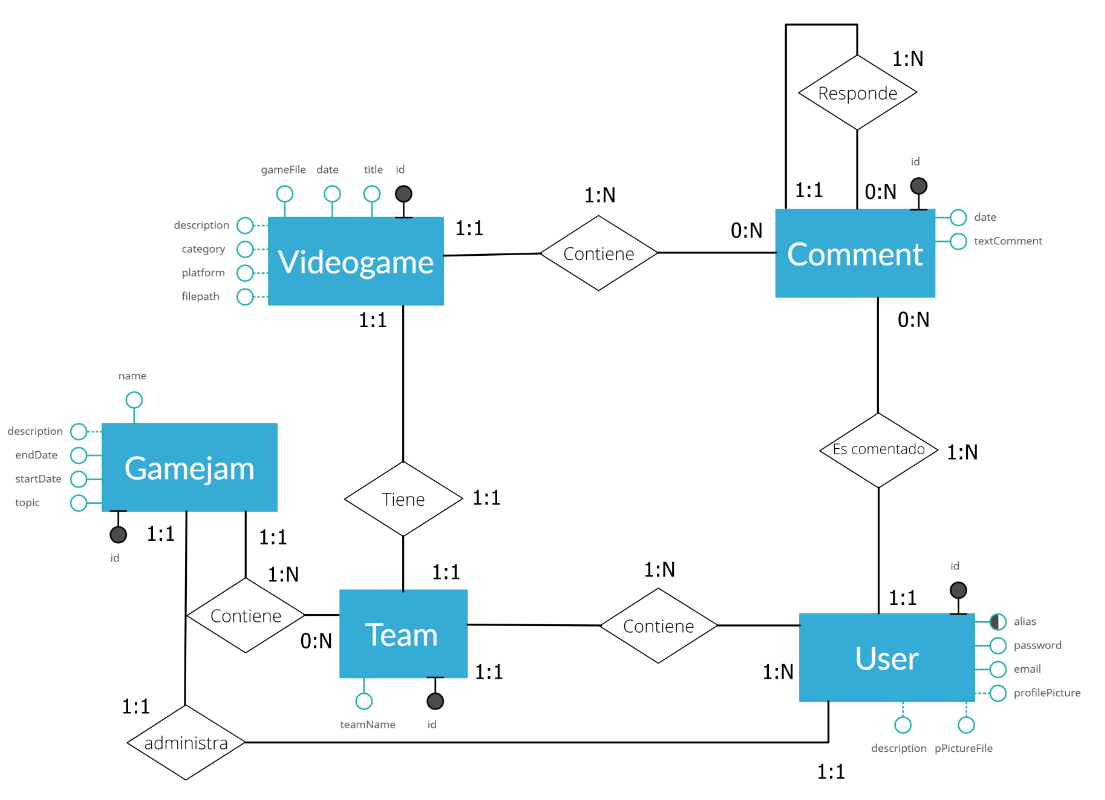 1:N
Responde
id
1:1
0:N
date
textComment
Comment
gameFile
date
title
id
description
category
platform
filepath
Videogame
1:1
1:N
Contiene
0:N
1:1
0:N
name
description
endDate
startDate
topic
Gamejam
id
1:1
1:1
Es comentado
1:N
Tiene
1:1
1:N
Contiene
0:N
1:1
Team
1:1
teamName
id
1:N
Contiene
1:N
1:1
id
User
alias
password
email
profilePicture
description
pPictureFile
1:1
administra
1:1